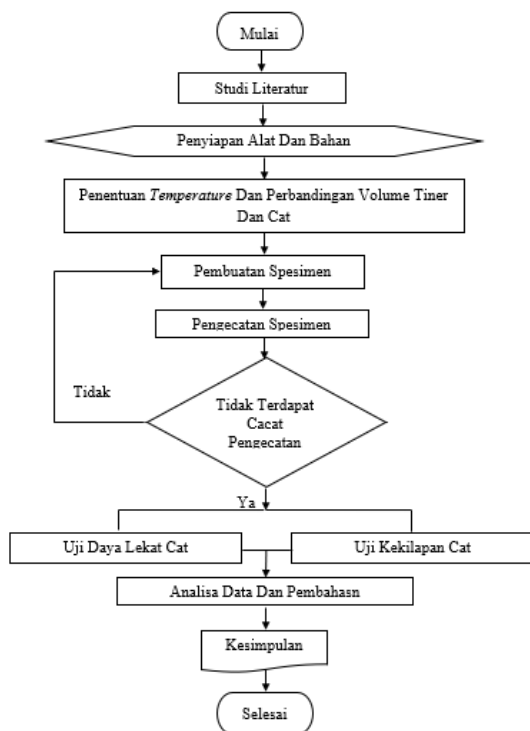 Mulai
Studi Literatur
Penyiapan Alat Dan Bahan
Penentuan Temperature Dan Perbandingan Volume Tiner
Dan Cat
Pembuatan Spesimen
Pengecatan Spesimen
Tidak
Tidak Terdapat
Cacat
Pengecatan
Ya
Uji Daya Lekat Cat
Uji Kekilapan Cat
Analisa Data Dan Pembahasn
Kesimpulan
Selesai